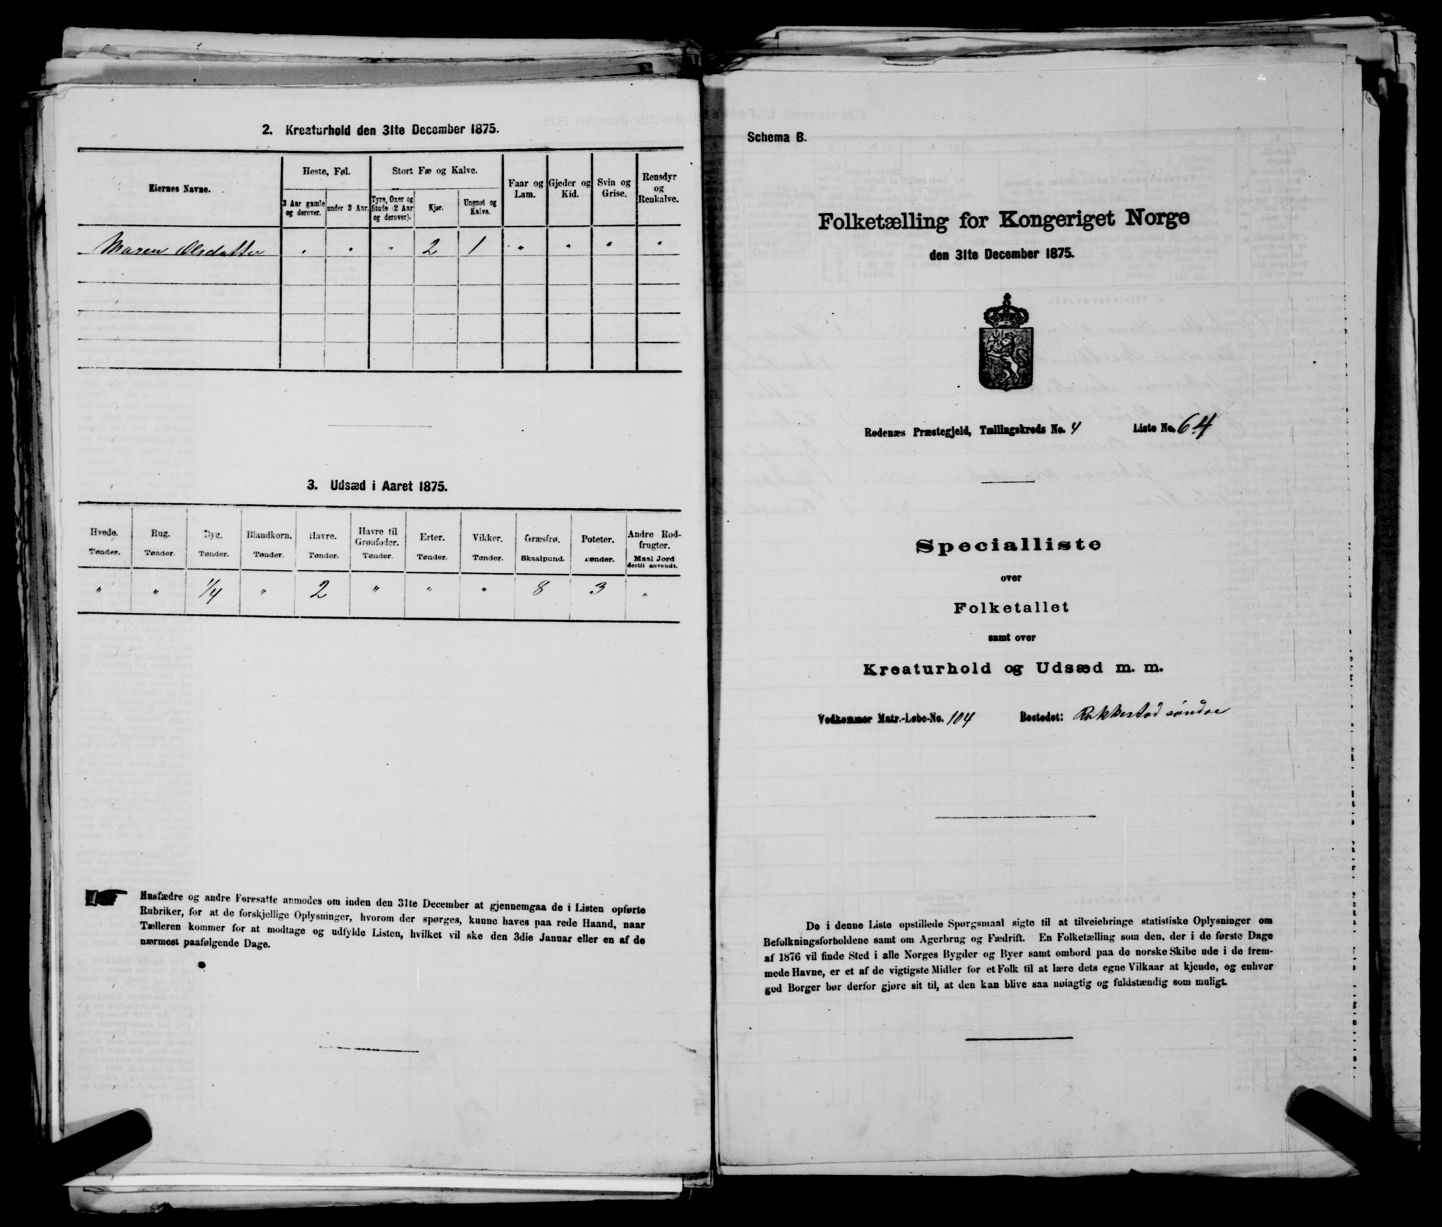 2. Kreaturhold den 31te December 1875.
Eiernes Navne.
Heste, Føl.
Stort Fæ og Kalve.
Faar og Lam.
Gjeder og Kid.
Svin og Grise.
Rensdyr og Renkalve.
3 Aar gamle og derover.
under 3 Aar.
Tyre, Oxer og Stude (2 Aar og derover).
Kjør.
Ungnøt og Kalve.
Maren Olsdatter " " " 2 1 " " " "
3. Udsæd i Aaret 1875.
Hvede. Rug. Byg. Blandkorn. Havre. Havre til Grønfoder. Erter. Vikker. Græsfrø. Poteter. Andre Rodfrugter.
Tønder. Tønder. Tønder. Tønder. Tønder. Tønder. Tønder. Tønder. Skaalpund. Tønder. Maal Jord dertil anvendt.
" " 1/4 " 2 " " " 8 3 "
Husfædre og andre Foresatte anmodes om inden den 31te December at gjennemgaa de i Listen opførte
Rubriker, for at de forskjellige Oplysninger, hvorom der spørges, kunne haves paa rede Haand, naar
Tælleren kommer for at modtage og udfylde Listen, hvilket vil ske den 3die Januar eller en af de
nærmest paafølgende Dage.
Schema B.
Folketælling for Kongeriget Norge
den 31te December 1875.
Rødenæs Præstegjeld, Tællingskreds No. 4 Liste No. 64
Specialliste
over
Folketallet
samt over
Kreaturhold og Udsæd m. m.
Vedkommer Matr.-Løbe-No. 104 Bostedet: Rakkestad søndre
De i denne Liste opstillede Spørgsmaal sigte til at tilveiebringe statistiske Oplysninger om
Befolkningsforholdene samt om Agerbrug og Fædrift. En Folketælling som den, der i de første Dage
af 1876 vil finde Sted i alle Norges Bygder og Byer samt ombord paa de norske Skibe ude i de frem-
mede Havne, er et af de vigtigste Midler for et Folk til at lære dets egne Vilkaar at kjende, og enhver
god Borger bør derfor gjøre sit til, at den kan blive saa nøiagtig og fuldstændig som muligt.